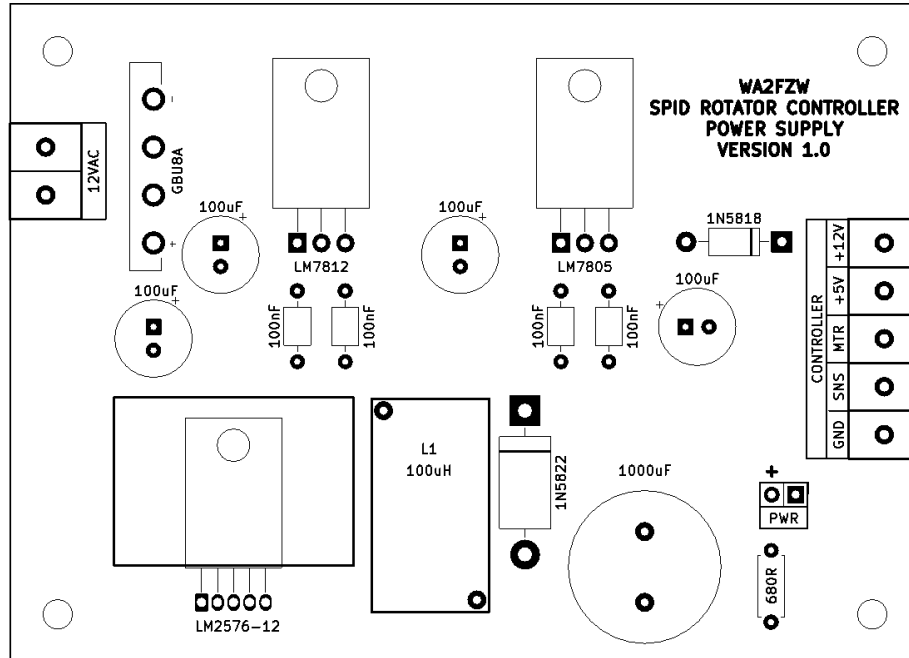 WA2FZW
SPID ROTATOR CONTROLLER
POWER SUPPLY
VERSION 1.0
-
12VAC
GBU8A
+
100uF
+
100uF
+
LM7812
100nF
100nF
100uF
+
LM7805
100nF
100nF
1N5818
100uF
+
CONTROLLER
+12V
+5V
MTR
SNS
GND
LM2576-12
L1
100uH
1N5822
1000uF
+
PWR
680R